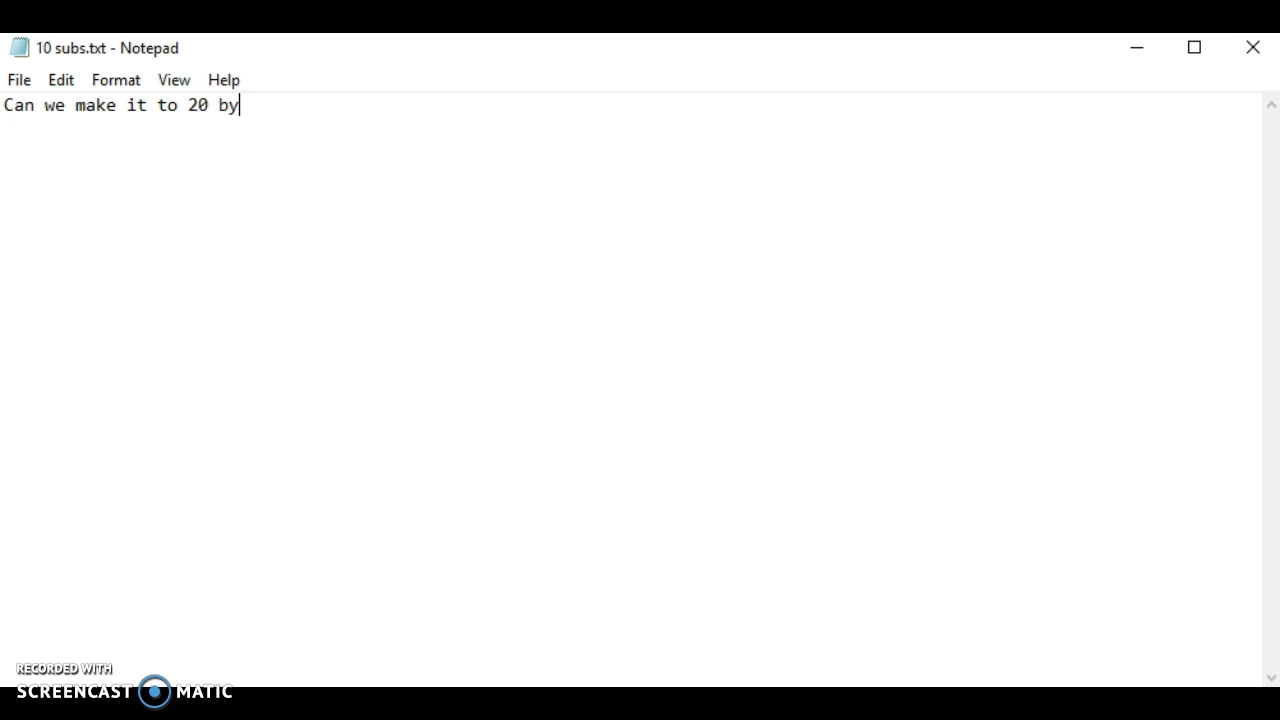 10 subs.txt - Notepad
File Edit Format View Help
Can we make it to 20 by
RECORDED WITH
SCREENCAST MATIC